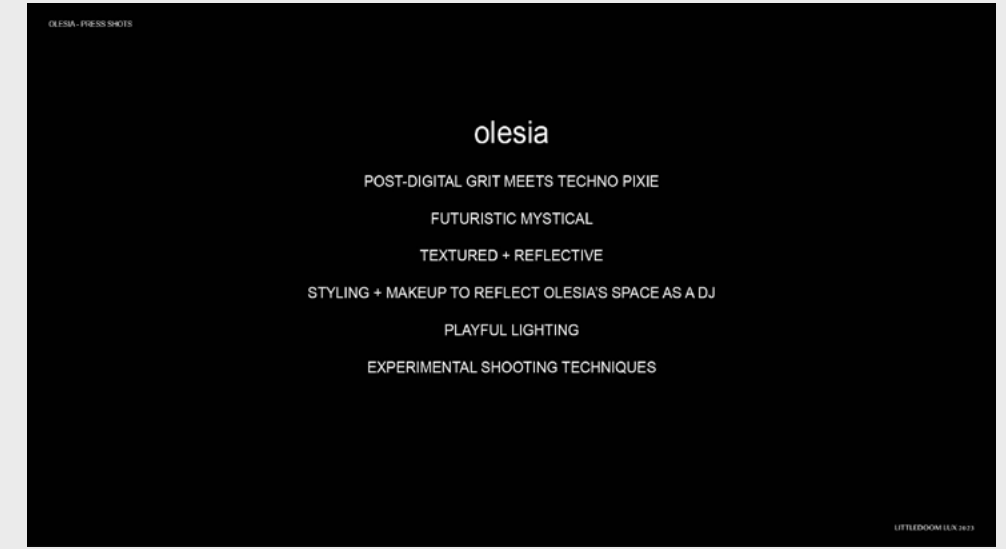 OLESIA - PRESS SHOTS
olesia
POST-DIGITAL GRIT MEETS TECHNO PIXIE
FUTURISTIC MYSTICAL
TEXTURED + REFLECTIVE
STYLING + MAKEUP TO REFLECT OLESIA'S SPACE AS A DJ
PLAYFUL LIGHTING
EXPERIMENTAL SHOOTING TECHNIQUES
LITTLEDOOM LUX 2023